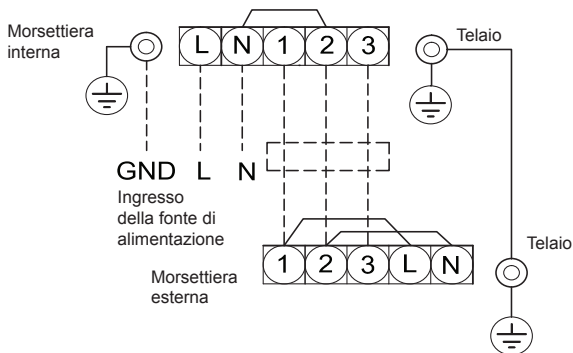 Morsettiera
interna
L N 1 2 3
Telaio
GND L N
Ingresso
della fonte di
alimentazione
1 2 3 L N
Telaio
Morsettiera
esterna